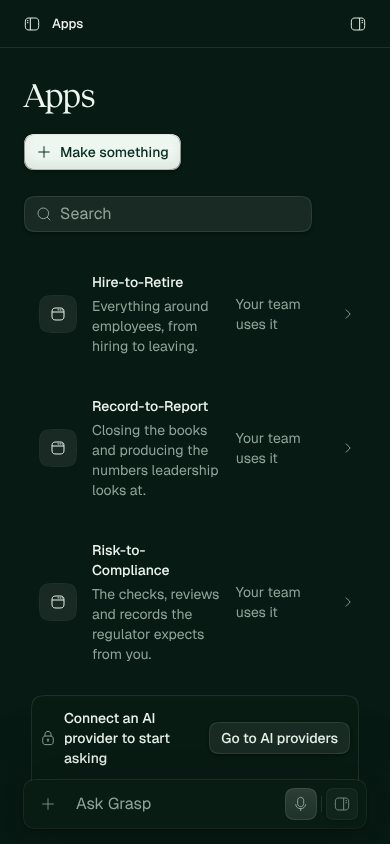 Apps
Apps
Make something
Search
Hire-to-Retire
Everything around
employees, from
hiring to leaving.
Your team
uses it
Record-to-Report
Closing the books
and producing the
numbers leadership
looks at.
Your team
uses it
Risk-to-
Compliance
The checks, reviews
and records the
regulator expects
from you.
Your team
uses it
Connect an AI
provider to start
asking
Go to AI providers
Ask Grasp